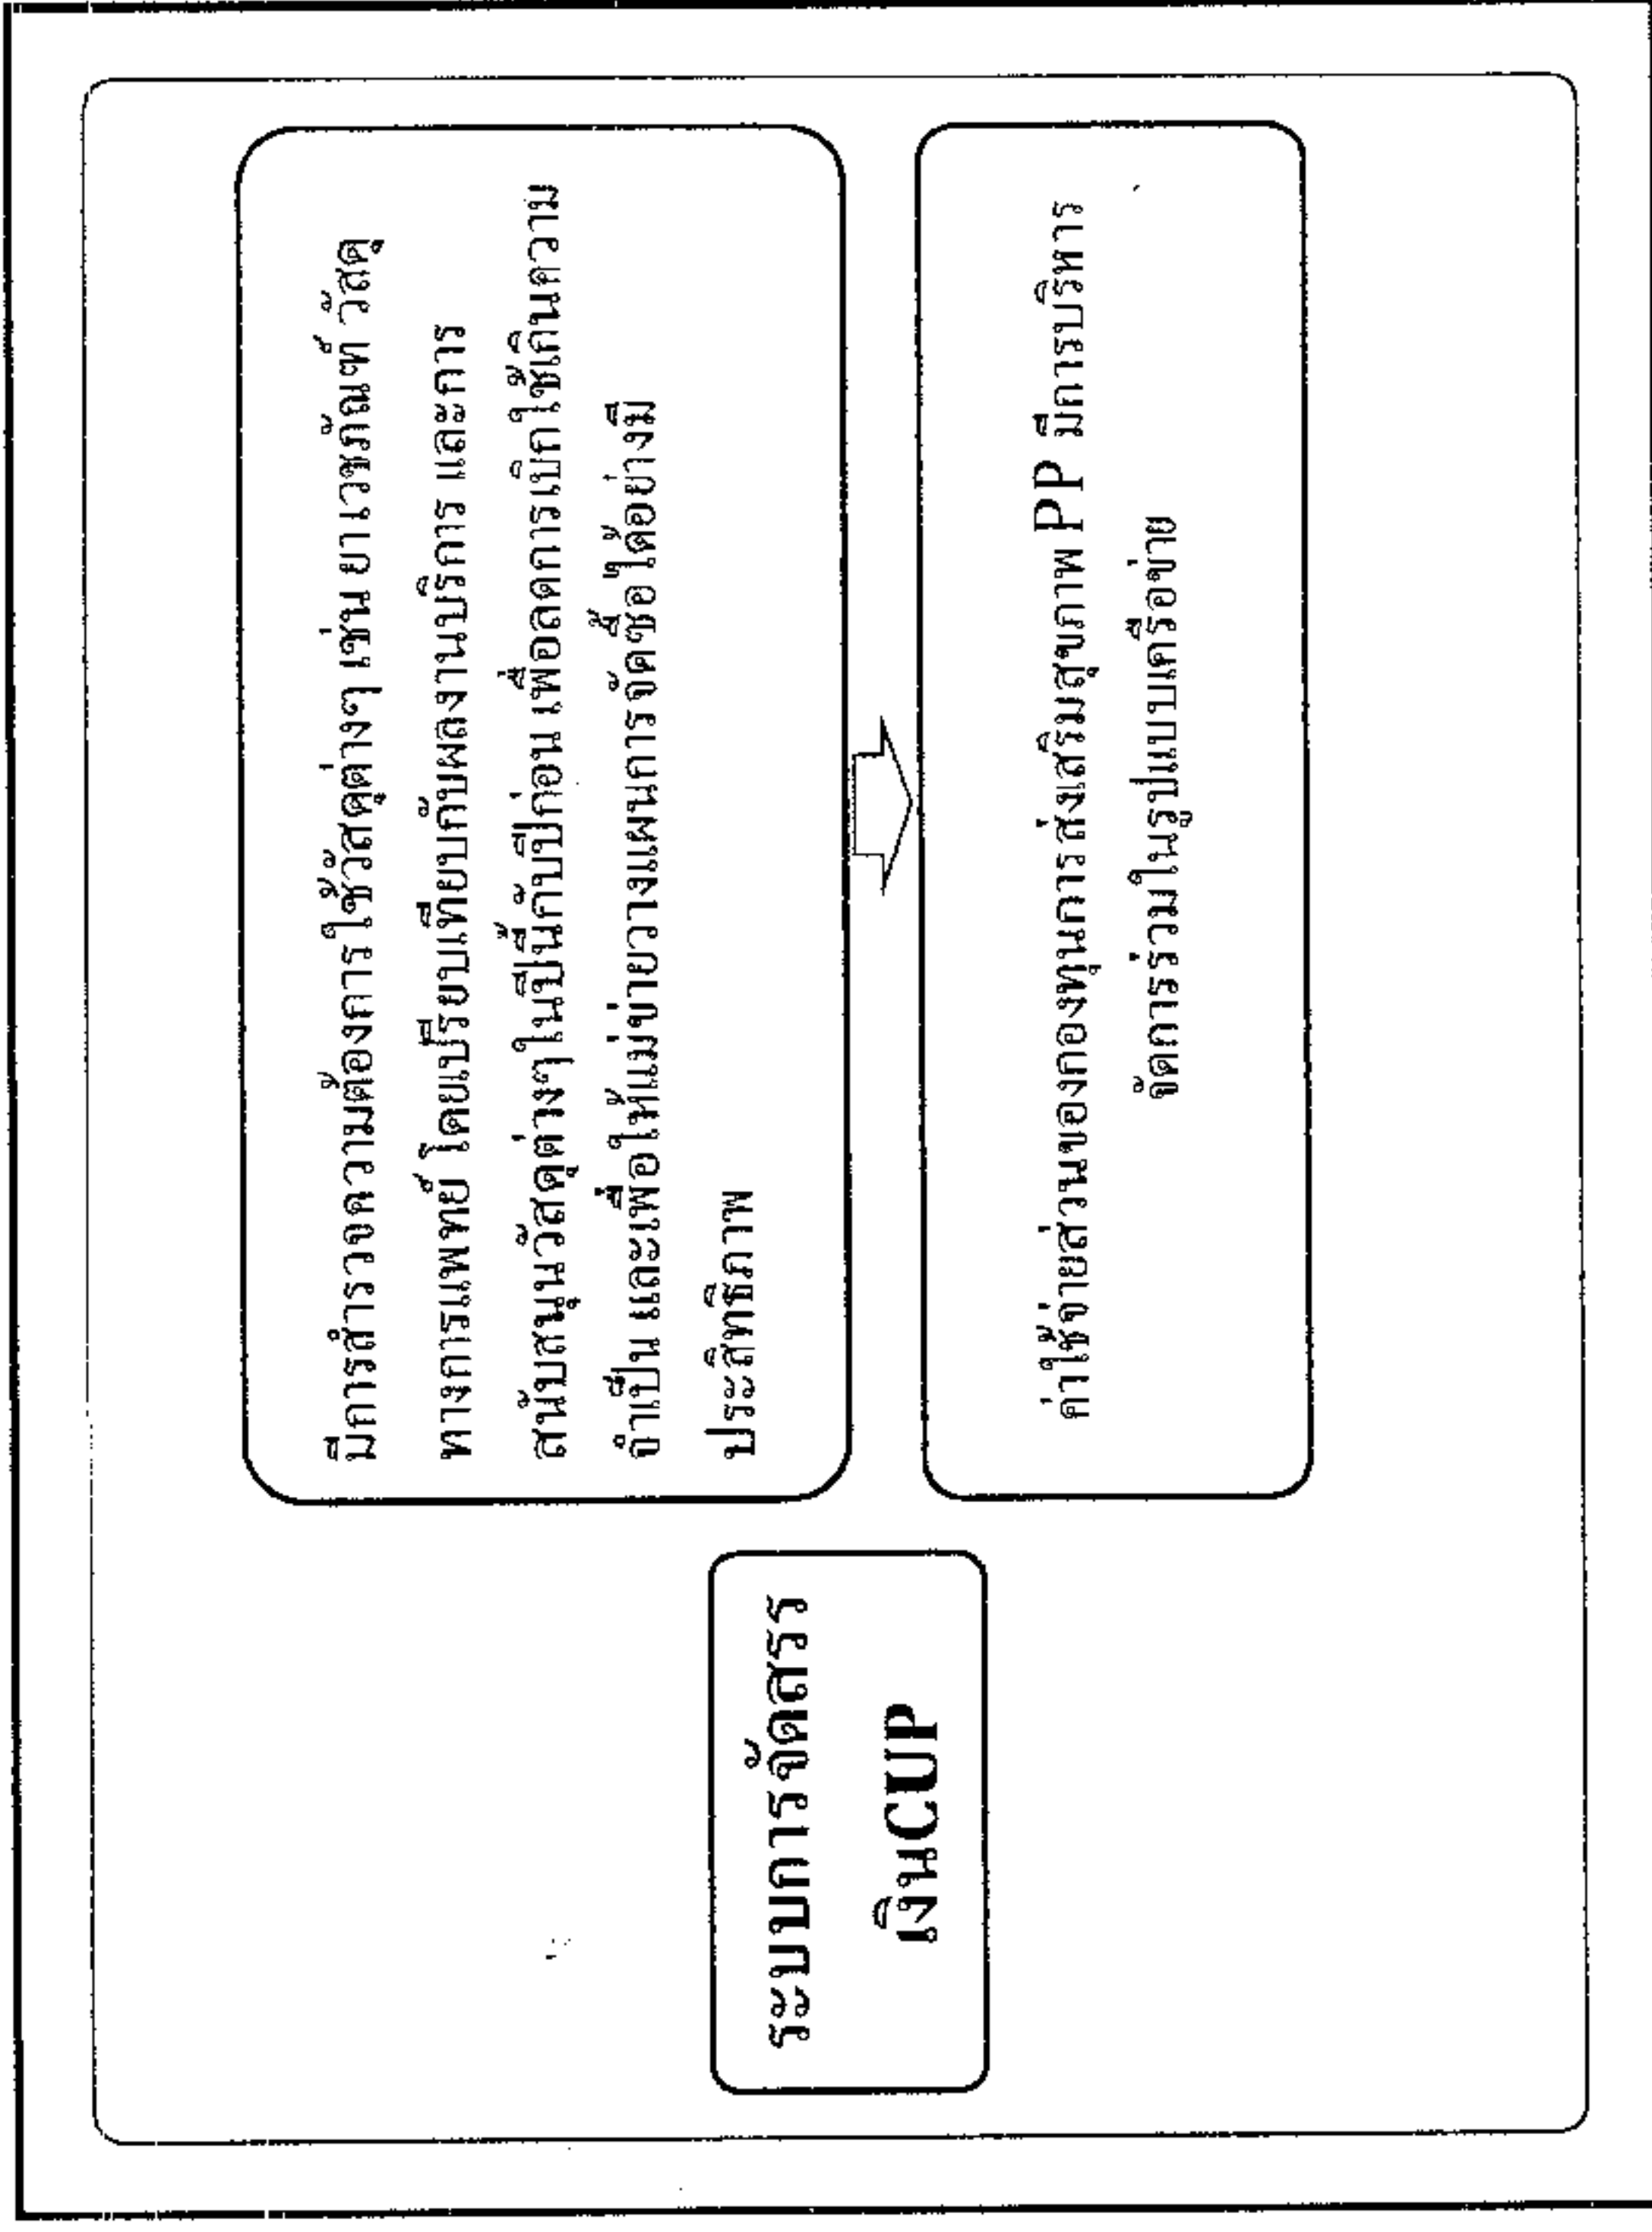 ระบบการจัดสรร
เงินCUP
มีการสำรวจความต้องการใช้วัสดุต่างๆ เช่น ยาเวชภัณฑ์ วัสดุ
ทางการแพทย์ โดยเปรียบเทียบกับผลงานบริการ และการ
สนับสนุนวัสดุต่างๆในปีนี้กับปีก่อน เพื่อลดการเบิกใช้เกินความ
จำเป็น และเพื่อให้แม่ข่ายวางแผนการจัดซื้อได้อย่างมี
ประสิทธิภาพ
ค่าใช้จ่ายส่วนของกองทุนการส่งเสริมสุขภาพ PP มีการบริหาร
จัดการร่วมในรูปแบบเครือข่าย